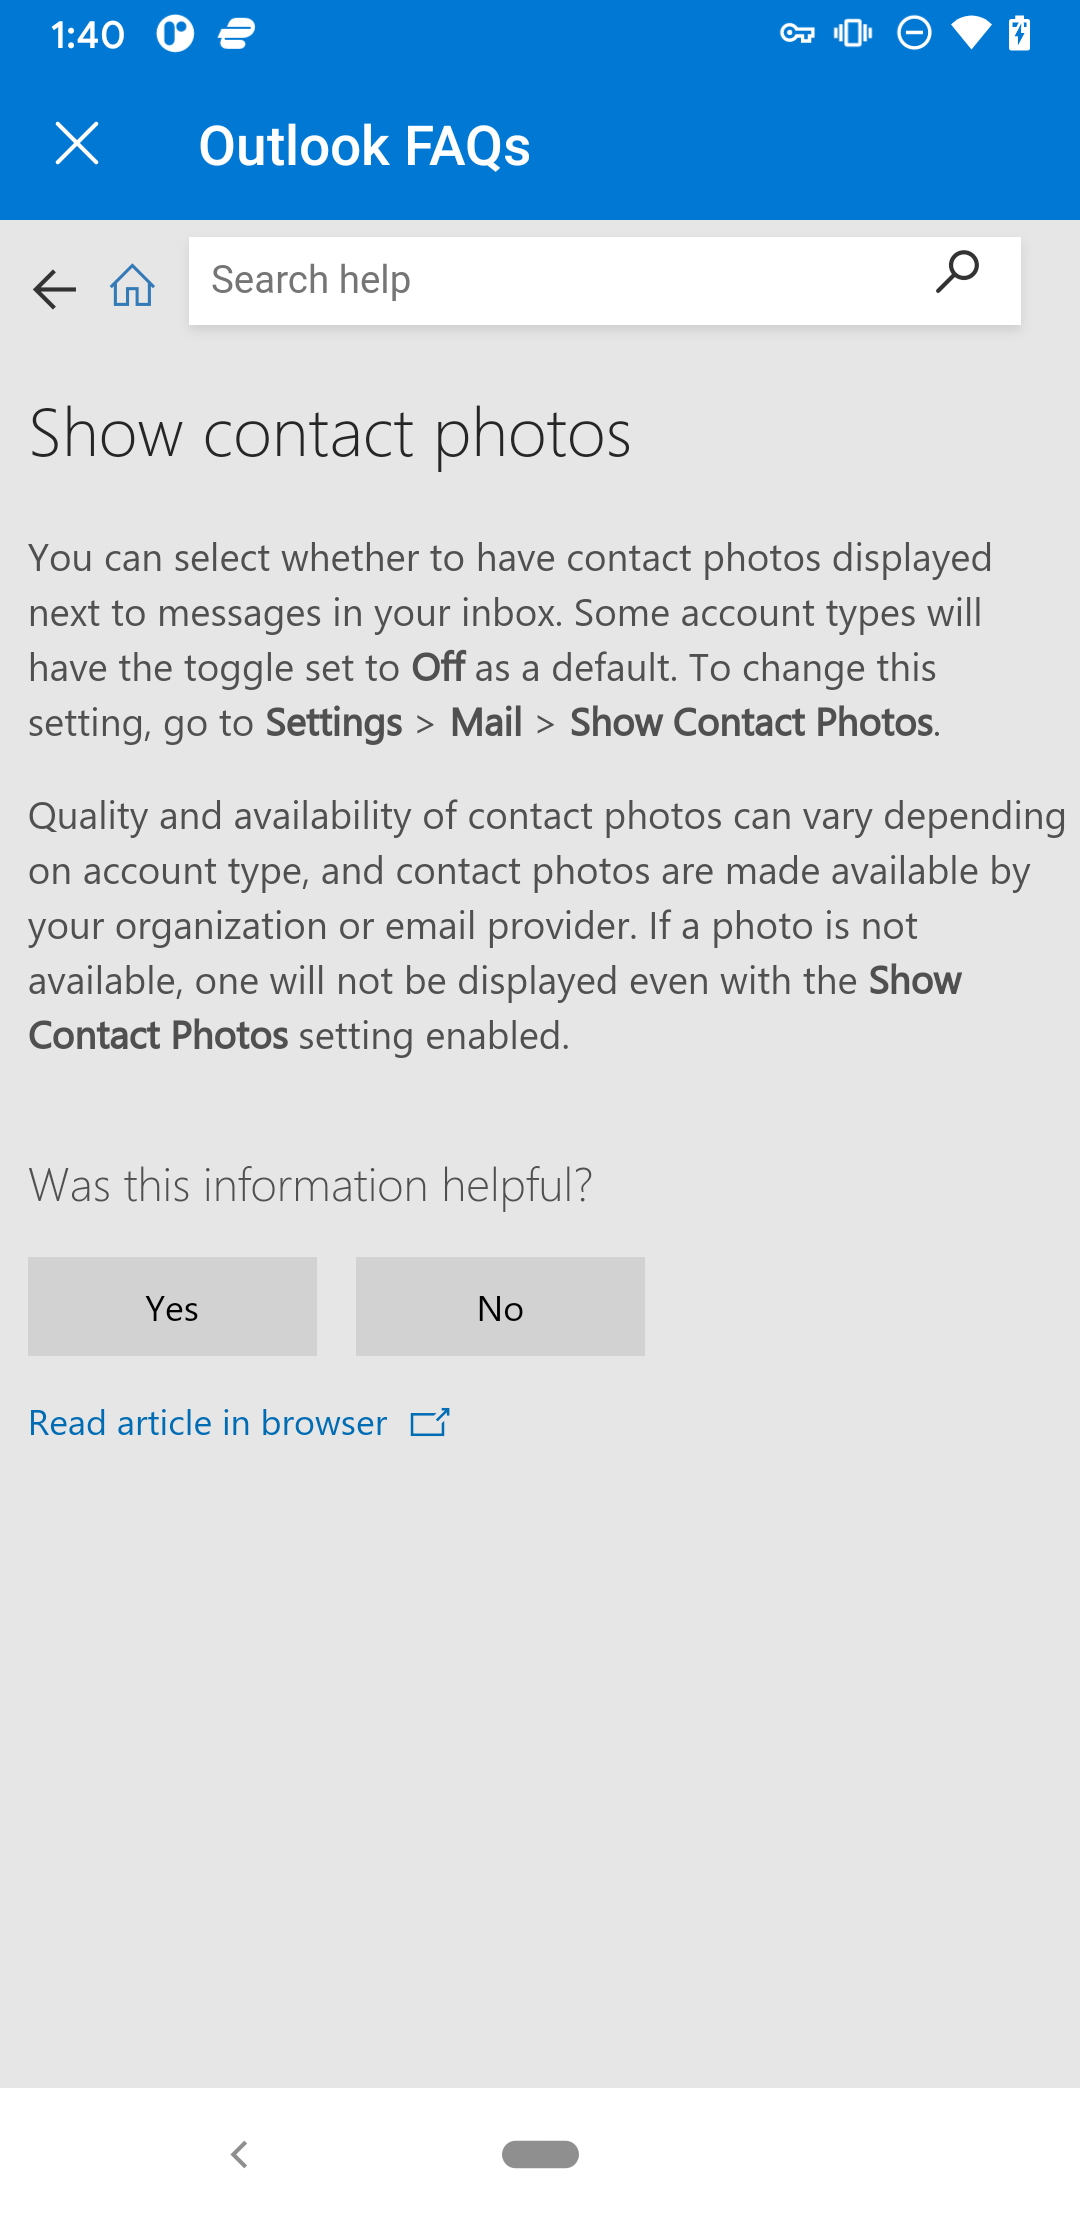 1:40
Outlook FAQs
Search help
Show contact photos
You can select whether to have contact photos displayed
next to messages in your inbox. Some account types will
have the toggle set to Off as a default. To change this
setting, go to Settings > Mail > Show Contact Photos.
Quality and availability of contact photos can vary depending
on account type, and contact photos are made available by
your organization or email provider. If a photo is not
available, one will not be displayed even with the Show
Contact Photos setting enabled.
Was this information helpful?
Yes
No
Read article in browser